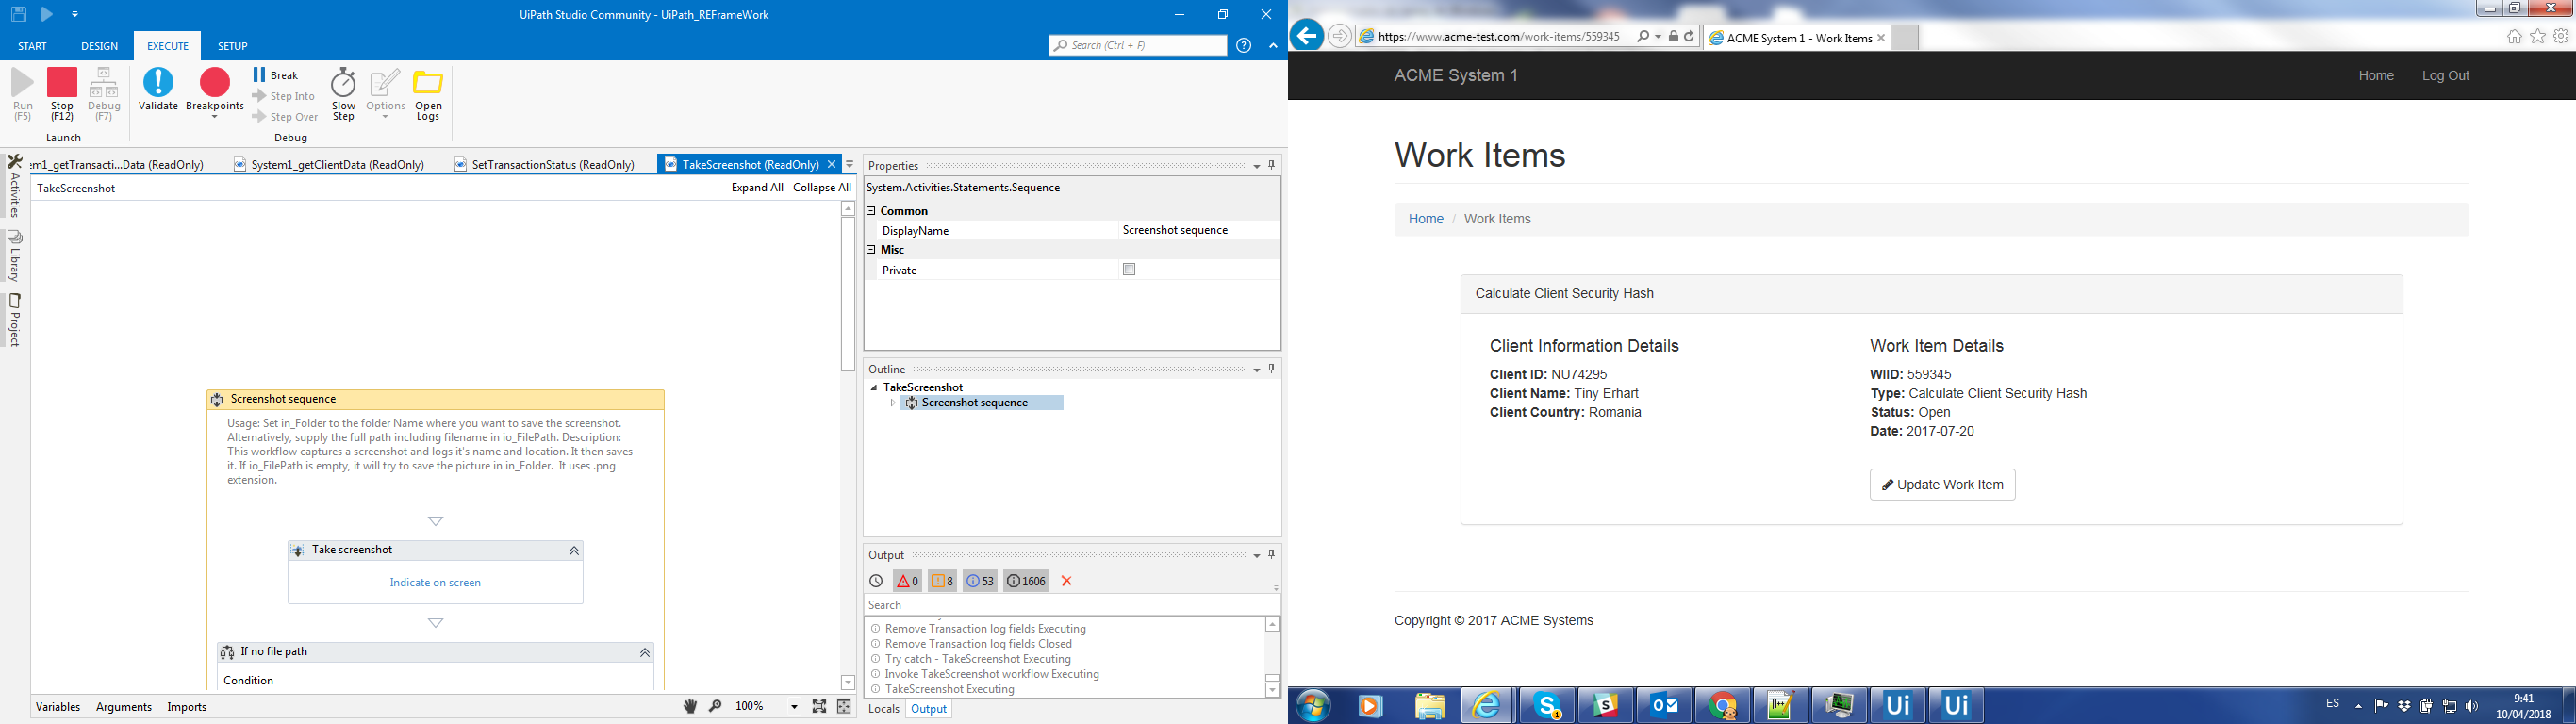 UiPath Studio Community - UiPath_REFrameWork
START DESIGN EXECUTE SETUP
Search (Ctrl + F)
Run (F5)
Stop (F12)
Debug (F7)
Launch
Validate
Breakpoints
Break
Step Into
Step Over
Slow Step
Options
Open Logs
Debug
em1_getTransacti...Data (ReadOnly) System1_getClientData (ReadOnly) SetTransactionStatus (ReadOnly) TakeScreenshot (ReadOnly)
Activities
Library
Project
TakeScreenshot Expand All Collapse All
Screenshot sequence
Usage: Set in_Folder to the folder Name where you want to save the screenshot.
Alternatively, supply the full path including filename in io_FilePath. Description:
This workflow captures a screenshot and logs it's name and location. It then saves
it. If io_FilePath is empty, it will try to save the picture in in_Folder. It uses .png
extension.
Take screenshot
Indicate on screen
If no file path
Condition
Variables Arguments Imports 100%
Properties
System.Activities.Statements.Sequence
Common
DisplayName Screenshot sequence
Misc
Private
Outline
TakeScreenshot
Screenshot sequence
Output
0 8 53 1606
Search
Remove Transaction log fields Executing
Remove Transaction log fields Closed
Try catch - TakeScreenshot Executing
Invoke TakeScreenshot workflow Executing
TakeScreenshot Executing
Locals Output
https://www.acme-test.com/work-items/559345
ACME System 1 - Work Items
ACME System 1 Home Log Out
Work Items
Home / Work Items
Calculate Client Security Hash
Client Information Details
Client ID: NU74295
Client Name: Tiny Erhart
Client Country: Romania
Work Item Details
WIID: 559345
Type: Calculate Client Security Hash
Status: Open
Date: 2017-07-20
Update Work Item
Copyright © 2017 ACME Systems
Ui Ui
ES
9:41
10/04/2018